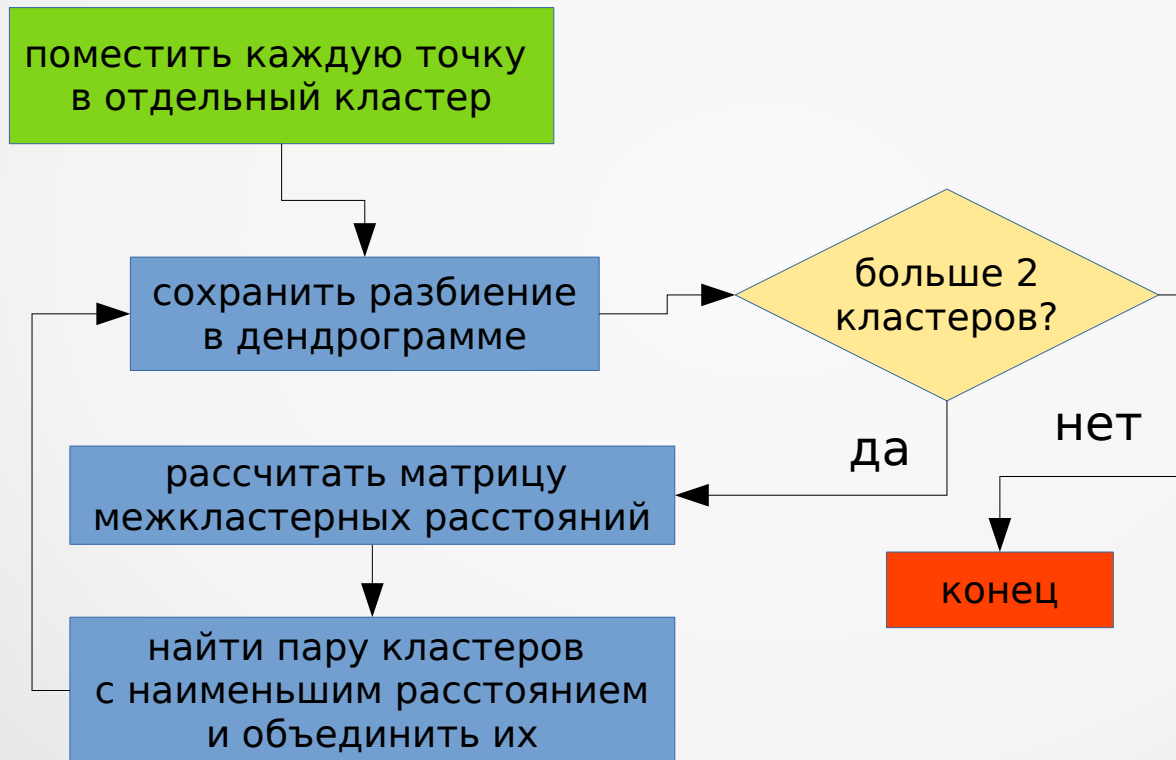 поместить каждую точку
в отдельный кластер
сохранить разбиение
в дендрограмме
больше 2
кластеров?
да
нет
рассчитать матрицу
межкластерных расстояний
конец
найти пару кластеров
с наименьшим расстоянием
и объединить их